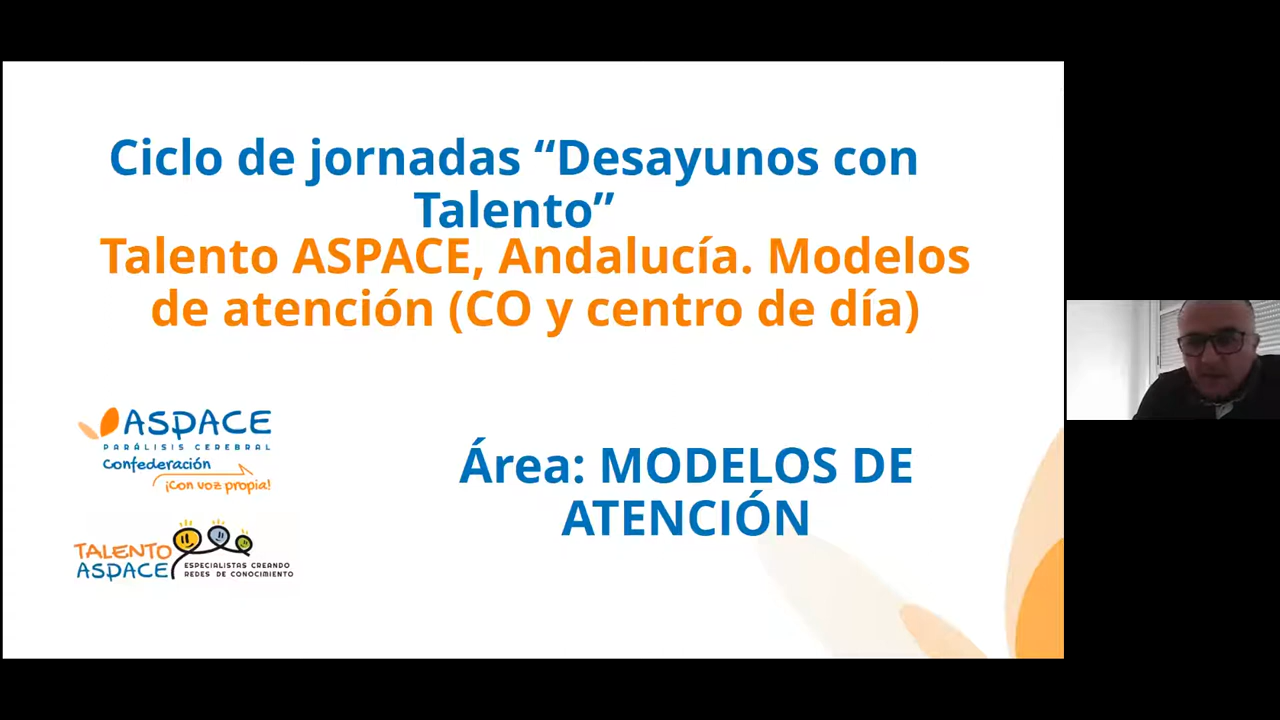 Ciclo de jornadas “Desayunos con
Talento”
Talento ASPACE, Andalucía. Modelos
de atención (CO y centro de día)
ASPACE
PARÁLISIS CEREBRAL
Confederación
¡Con voz propia!
Área: MODELOS DE
ATENCIÓN
TALENTO
ASPACE
ESPECIALISTAS CREANDO
REDES DE CONOCIMIENTO